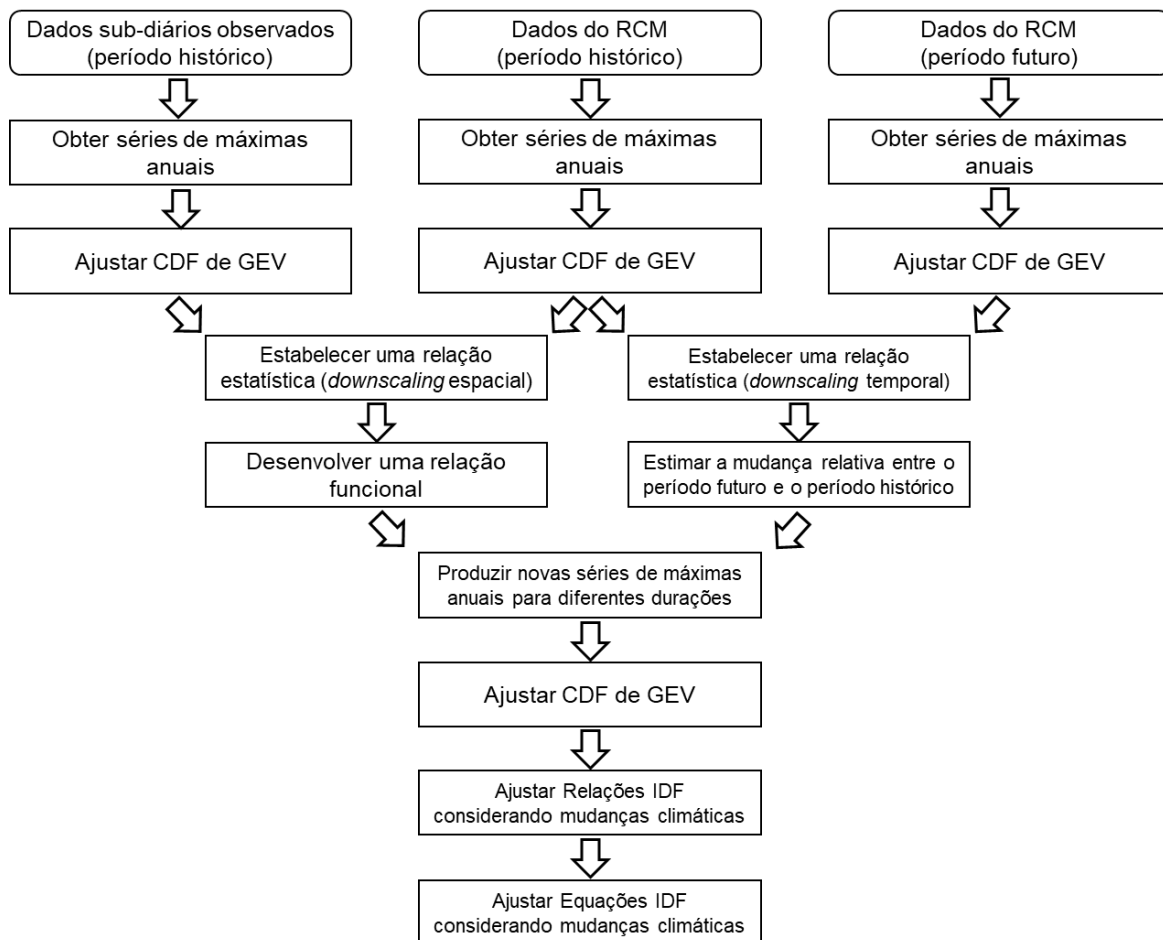 Dados sub-diários observados
(período histórico)
Dados do RCM
(período histórico)
Dados do RCM
(período futuro)
Obter séries de máximas
anuais
Obter séries de máximas
anuais
Obter séries de máximas
anuais
Ajustar CDF de GEV
Ajustar CDF de GEV
Ajustar CDF de GEV
Estabelecer uma relação
estatística (downscaling espacial)
Estabelecer uma relação
estatística (downscaling temporal)
Desenvolver uma relação
funcional
Estimar a mudança relativa entre o
período futuro e o período histórico
Produzir novas séries de máximas
anuais para diferentes durações
Ajustar CDF de GEV
Ajustar Relações IDF
considerando mudanças climáticas
Ajustar Equações IDF
considerando mudanças climáticas